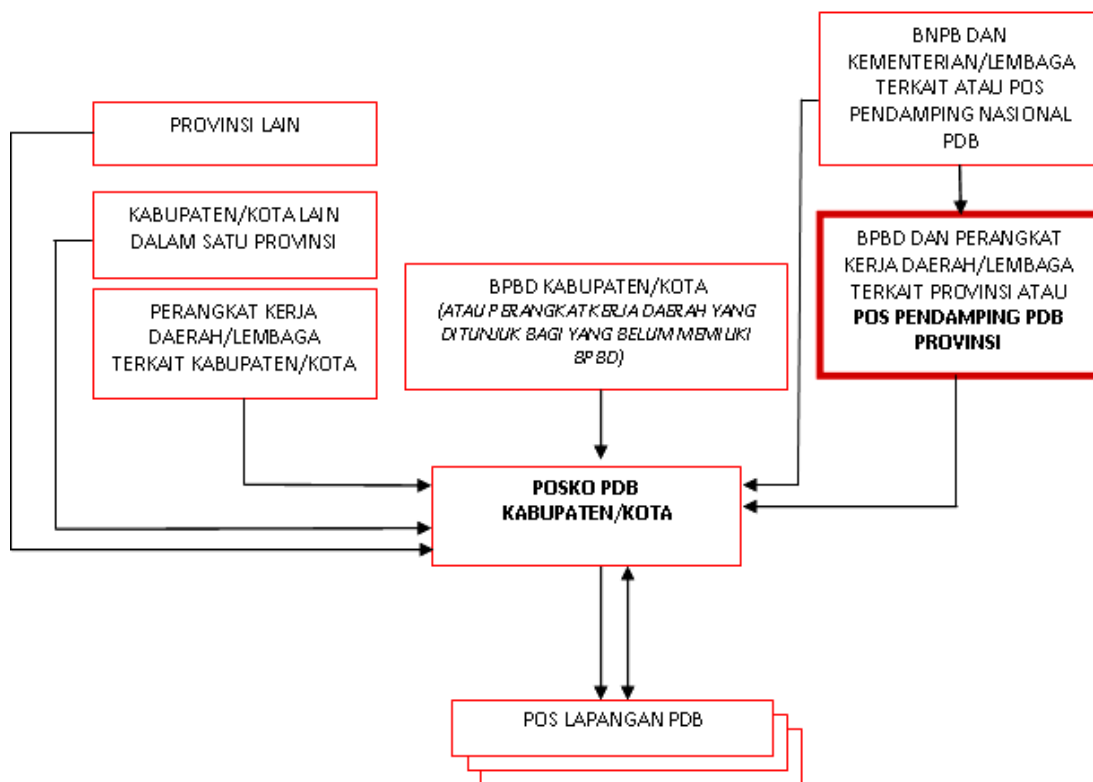 BNPB DAN
KEMENTERIAN/LEMBAGA
TERKAIT ATAU POS
PENDAMPING NASIONAL
PDB
PROVINSI LAIN
KABUPATEN/KOTA LAIN
DALAM SATU PROVINSI
BPBD DAN PERANGKAT
KERJA DAERAH/LEMBAGA
TERKAIT PROVINSI ATAU
POS PENDAMPING PDB
PROVINSI
BPBD KABUPATEN/KOTA
(ATAU PERANGKAT KERJA DAERAH YANG
DITUNJUK BAGI YANG BELUM MEMILIKI
BPBD)
PERANGKAT KERJA
DAERAH/LEMBAGA
TERKAIT KABUPATEN/KOTA
POSKO PDB
KABUPATEN/KOTA
POS LAPANGAN PDB